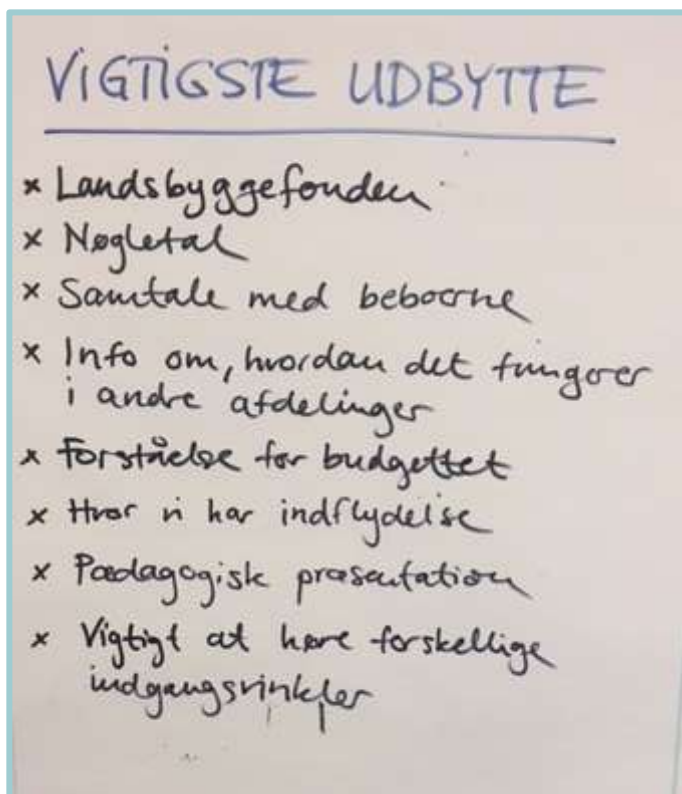 VIGTIGSTE UDBYTTE
x Landsbyggefonden
x Nøgletal
x Samtale med beboerne
x Info om, hvordan det fungerer
i andre afdelinger
x Forståelse for budgettet
x Hvor vi har indflydelse
x Pædagogisk præsentation
x Vigtigt at høre forskellige
indgangsvinkler